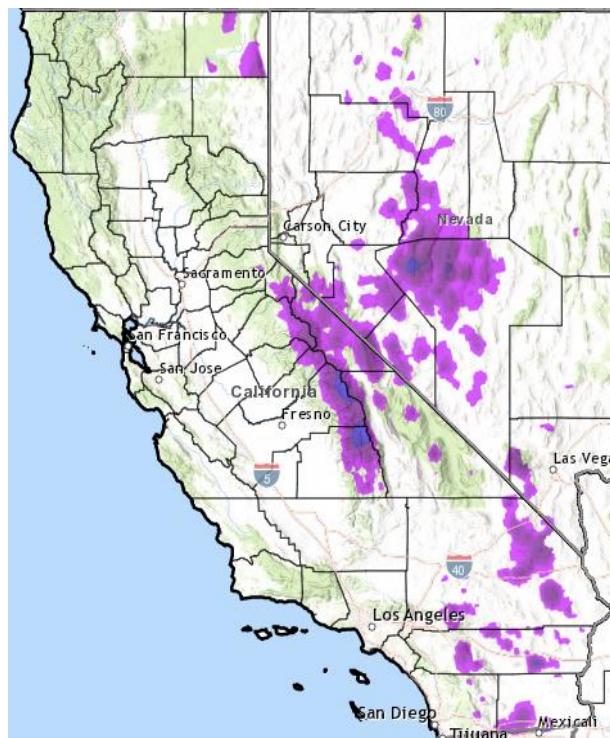 80
Nevada
Carson City
Sacramento
San Francisco
San Jose
California
Fresno
Las Vega
5
40
Los Angeles
San Diego
Mexicali
Tijuana